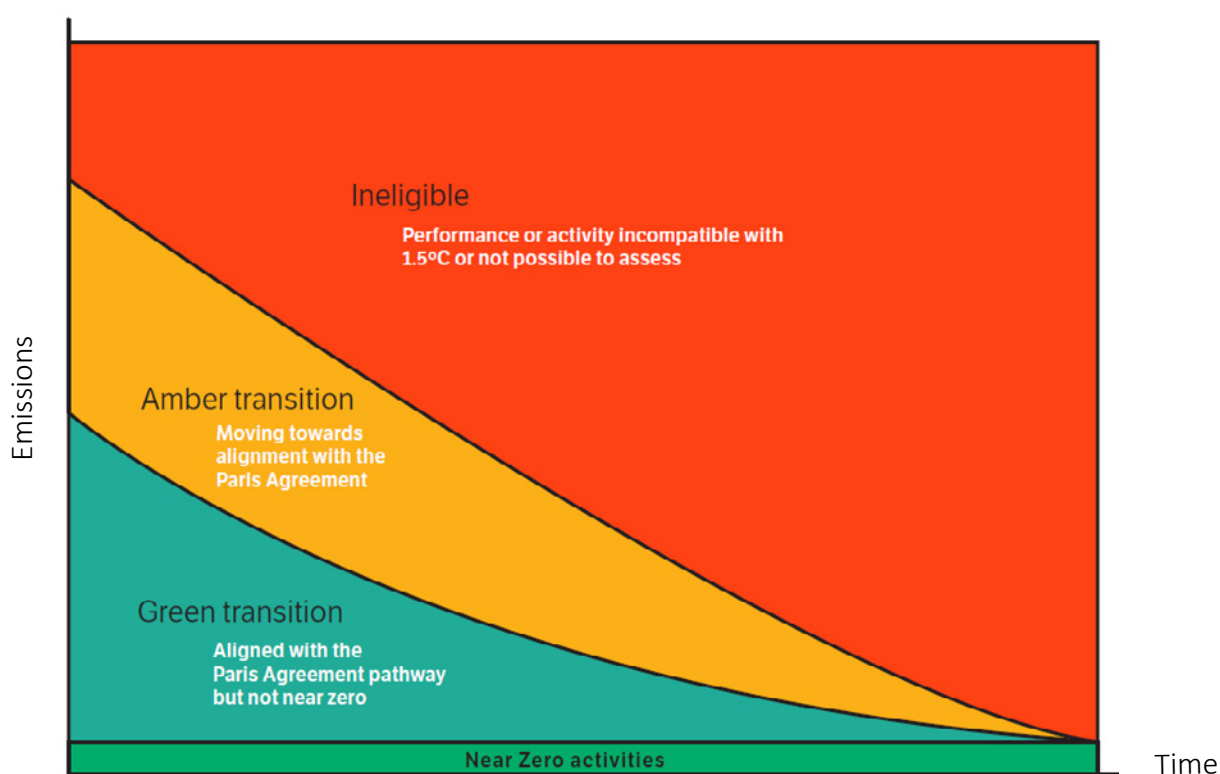 Ineligible
Performance or activity incompatible with
1.5ºC or not possible to assess
Emissions
Amber transition
Moving towards
alignment with the
Paris Agreement
Green transition
Aligned with the
Paris Agreement pathway
but not near zero
Near Zero activities
Time